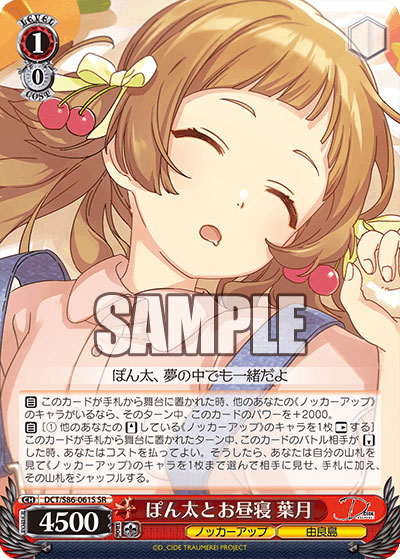 LEVEL
1
0
COST
SAMPLE
ぽん太、夢の中でも一緒だよ
自 このカードが手札から舞台に置かれた時、他のあなたの《ノッカーアップ》
のキャラがいるなら、そのターン中、このカードのパワーを+2000。
自 [① 他のあなたの【スタンド】している《ノッカーアップ》のキャラを1枚【レスト】する]
このカードが手札から舞台に置かれたターン中、このカードのバトル相手が【リバース】し
た時、あなたはコストを払ってよい。そうしたら、あなたは自分の山札を
見て《ノッカーアップ》のキャラを1枚まで選んで相手に見せ、手札に加え、
その山札をシャッフルする。
CH DCT/S86-061S SR
4500
ぽん太とお昼寝 葉月
ノッカーアップ 由良島
©D_CIDE TRAUMEREI PROJECT